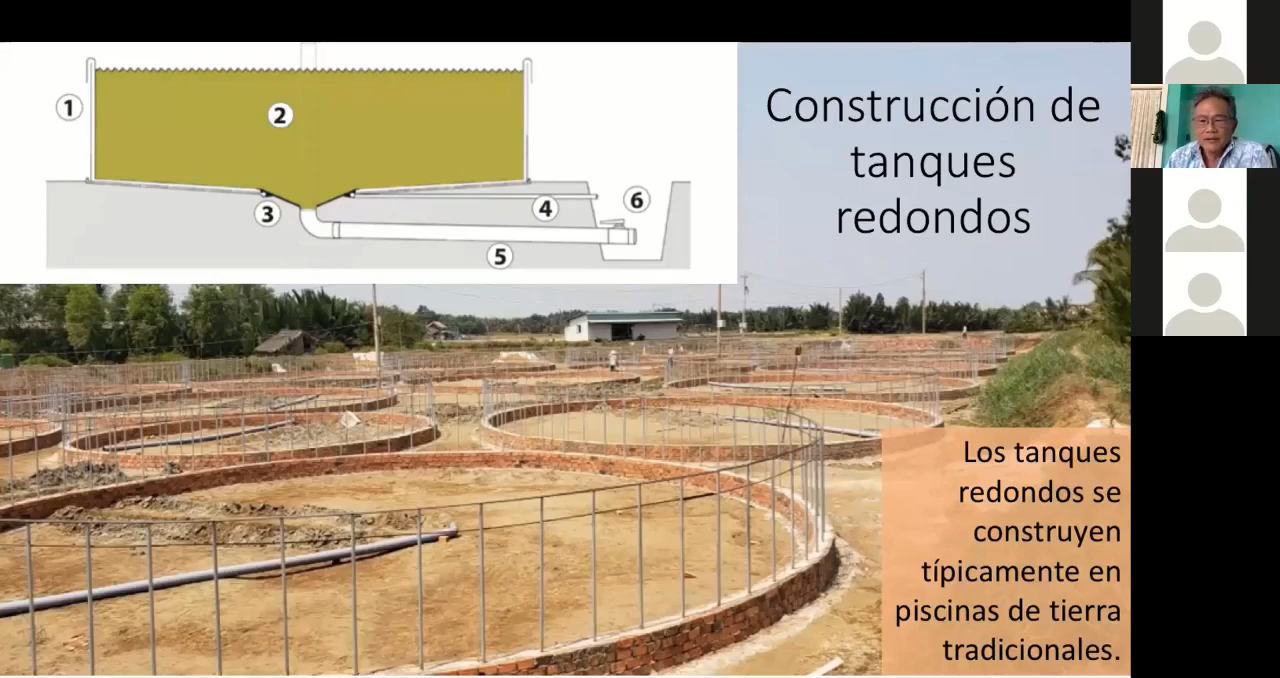 1
2
3
4
5
6
Construcción de
tanques
redondos
Los tanques
redondos se
construyen
típicamente en
piscinas de tierra
tradicionales.